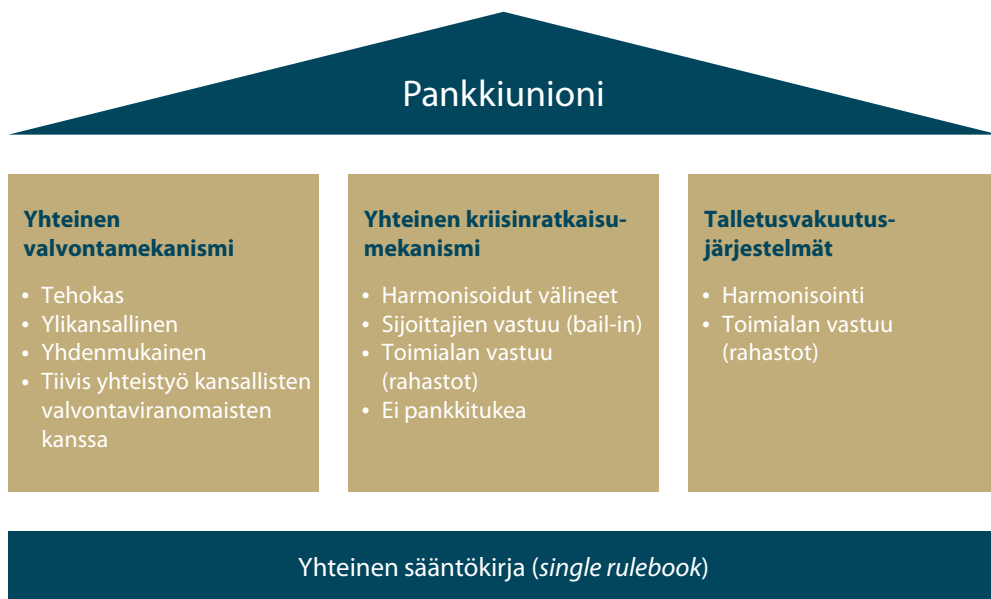 Pankkiunioni
Yhteinen
valvontamekanismi
• Tehokas
• Ylikansallinen
• Yhdenmukainen
• Tiivis yhteistyö kansallisten
valvontaviranomaisten
kanssa
Yhteinen kriisinratkaisu-
mekanismi
• Harmonisoidut välineet
• Sijoittajien vastuu (bail-in)
• Toimialan vastuu
(rahastot)
• Ei pankkitukea
Talletusvakuutus-
järjestelmät
• Harmonisointi
• Toimialan vastuu
(rahastot)
Yhteinen sääntökirja (single rulebook)